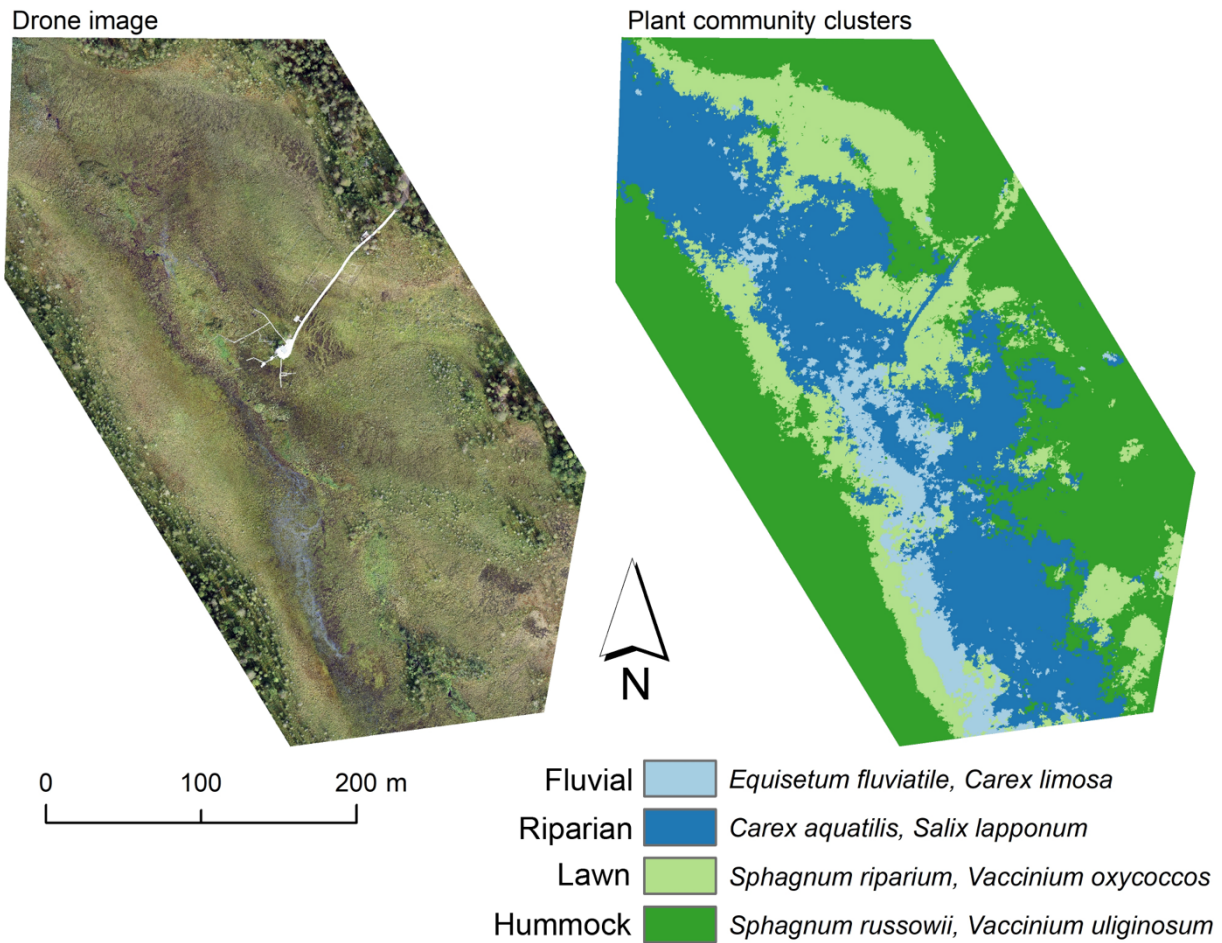 Drone image
Plant community clusters
N
0 100 200 m
Fluvial Equisetum fluviatile, Carex limosa
Riparian Carex aquatilis, Salix lapponum
Lawn Sphagnum riparium, Vaccinium oxycoccos
Hummock Sphagnum russowii, Vaccinium uliginosum